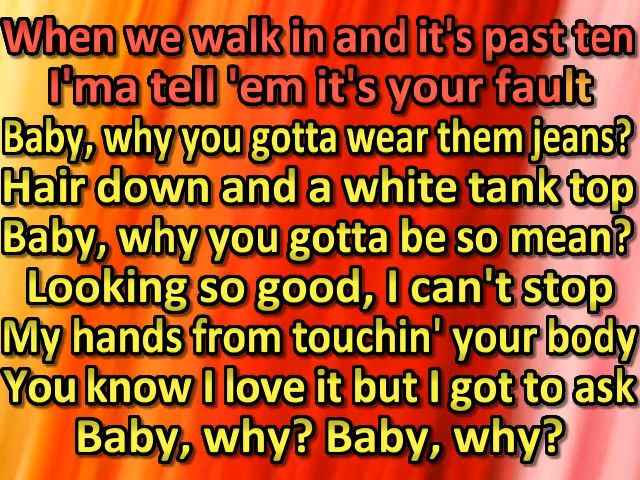 When we walk in and it's past ten
I'ma tell 'em it's your fault
Baby, why you gotta wear them jeans?
Hair down and a white tank top
Baby, why you gotta be so mean?
Looking so good, I can't stop
My hands from touchin' your body
You know I love it but I got to ask
Baby, why? Baby, why?